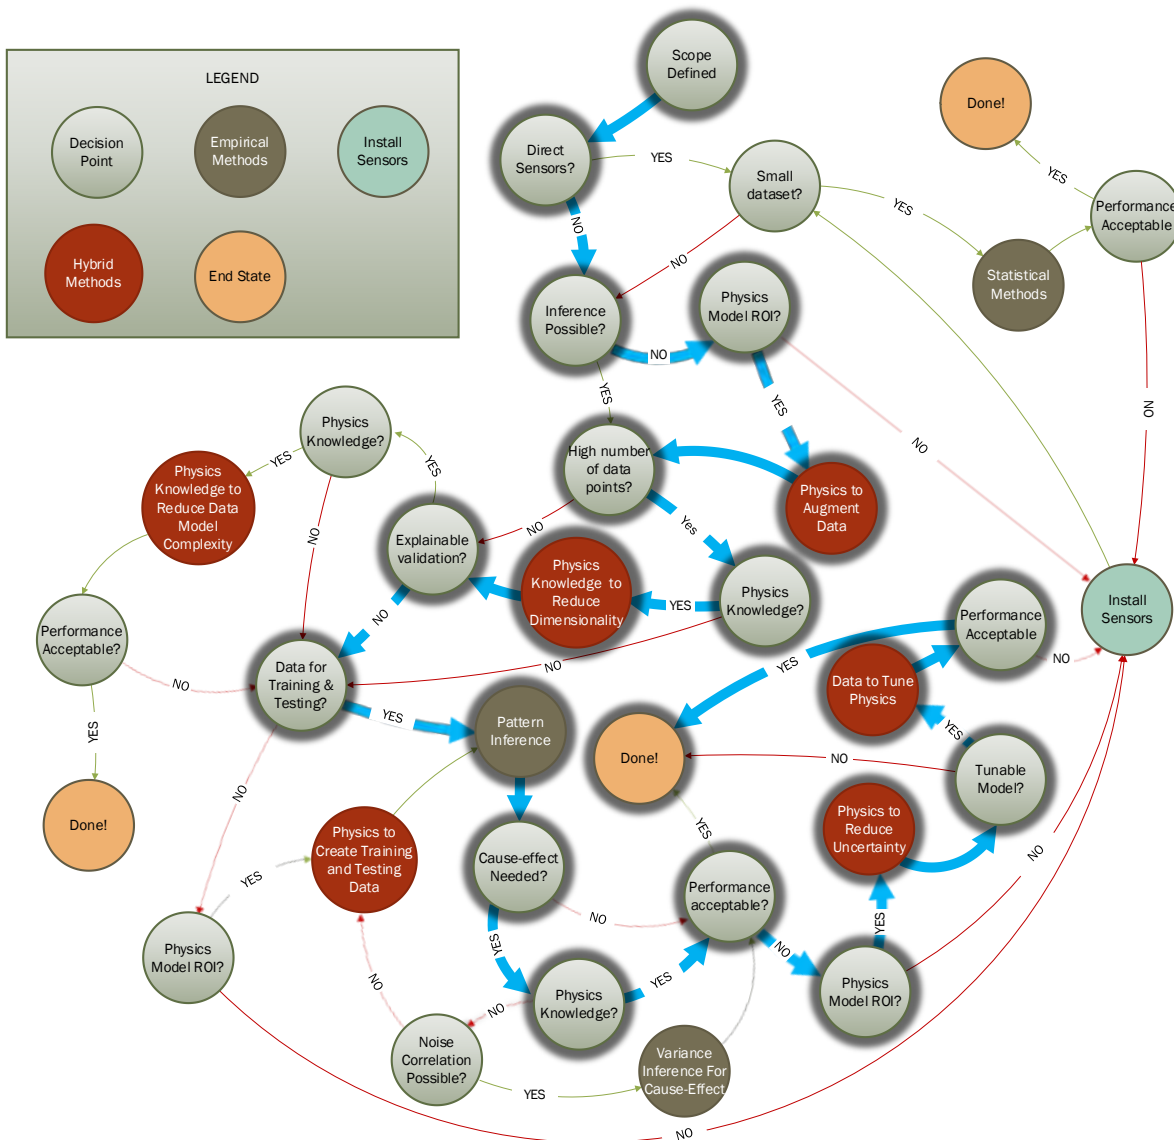 LEGEND
Decision
Point
Empirical
Methods
Install
Sensors
Hybrid
Methods
End State
Scope
Defined
Direct
Sensors?
YES
NO
Small
dataset?
YES
NO
Done!
YES
Performance
Acceptable
Statistical
Methods
NO
Inference
Possible?
NO
YES
Physics
Model ROI?
YES
NO
Physics
Knowledge?
YES
NO
Physics
Knowledge to
Reduce Data
Model
Complexity
YES
High number
of data
points?
NO
Yes
Physics to
Augment
Data
Explainable
validation?
NO
Physics
Knowledge to
Reduce
Dimensionality
YES
Physics
Knowledge?
NO
Performance
Acceptable
NO
Install
Sensors
Performance
Acceptable?
NO
YES
Done!
Data for
Training &
Testing?
YES
NO
Pattern
Inference
YES
Data to Tune
Physics
YES
Done!
NO
Tunable
Model?
Physics to
Reduce
Uncertainty
YES
NO
Physics to
Create Training
and Testing
Data
YES
Cause-effect
Needed?
NO
YES
YES
Performance
acceptable?
NO
Physics
Model ROI?
Physics
Model ROI?
NO
Physics
Knowledge?
YES
NO
Noise
Correlation
Possible?
YES
Variance
Inference For
Cause-Effect
NO